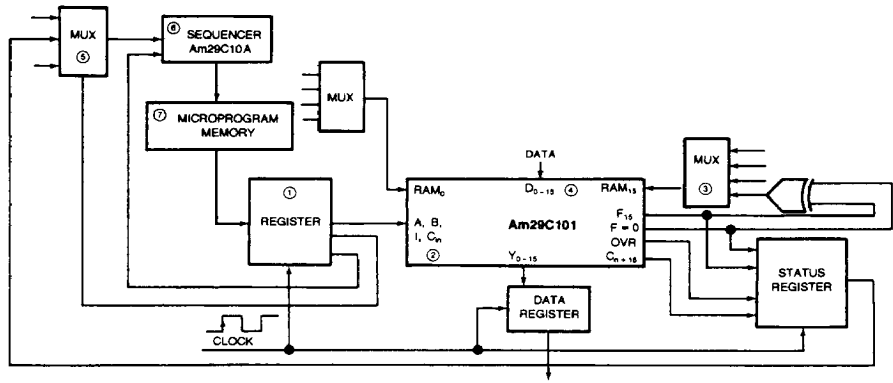 MUX
⑤
⑥ SEQUENCER
Am29C10A
⑦ MICROPROGRAM
MEMORY
MUX
①
REGISTER
DATA
RAM₀
D₀₋₁₅ ④
RAM₁₅
A, B,
I, Cᵢₙ
②
Am29C101
F₁₅
F = 0
OVR
Cₙ₊₁₆
Y₀₋₁₅
MUX
③
STATUS
REGISTER
DATA
REGISTER
CLOCK